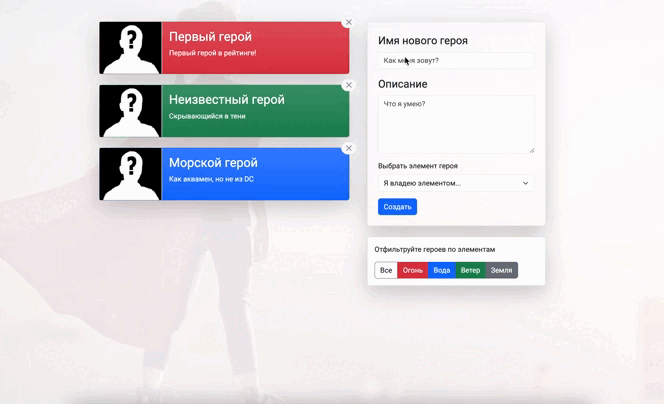 Первый герой
Первый герой в рейтинге!
Неизвестный герой
Скрывающийся в тени
Морской герой
Как аквамен, но не из DC
Имя нового героя
Как меня зовут?
Описание
Что я умею?
Выбрать элемент героя
Я владею элементом...
Создать
Отфильтруйте героев по элементам
Все Огонь Вода Ветер Земля